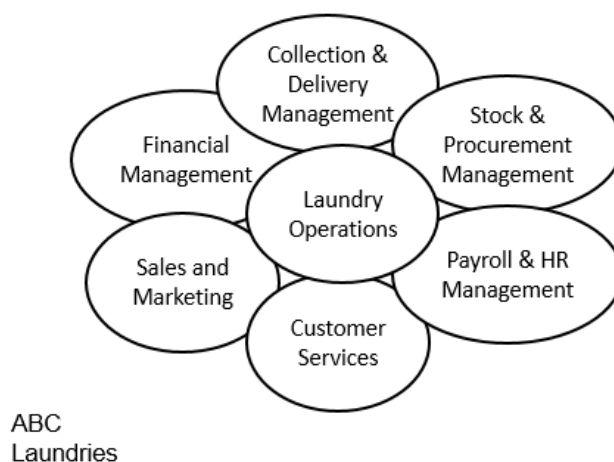 Collection &
Delivery
Management
Stock &
Procurement
Management
Financial
Management
Laundry
Operations
Payroll & HR
Management
Sales and
Marketing
Customer
Services
ABC
Laundries